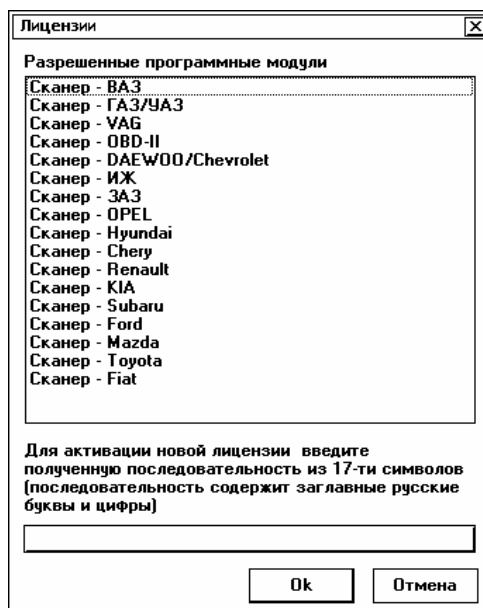 Лицензии
Разрешенные программные модули
Сканер - ВАЗ
Сканер - ГАЗ/УАЗ
Сканер - VAG
Сканер - OBD-II
Сканер - DAEWOO/Chevrolet
Сканер - ИЖ
Сканер - ЗАЗ
Сканер - OPEL
Сканер - Hyundai
Сканер - Chery
Сканер - Renault
Сканер - KIA
Сканер - Subaru
Сканер - Ford
Сканер - Mazda
Сканер - Toyota
Сканер - Fiat
Для активации новой лицензии введите
полученную последовательность из 17-ти символов
(последовательность содержит заглавные русские
буквы и цифры)
Ok
Отмена